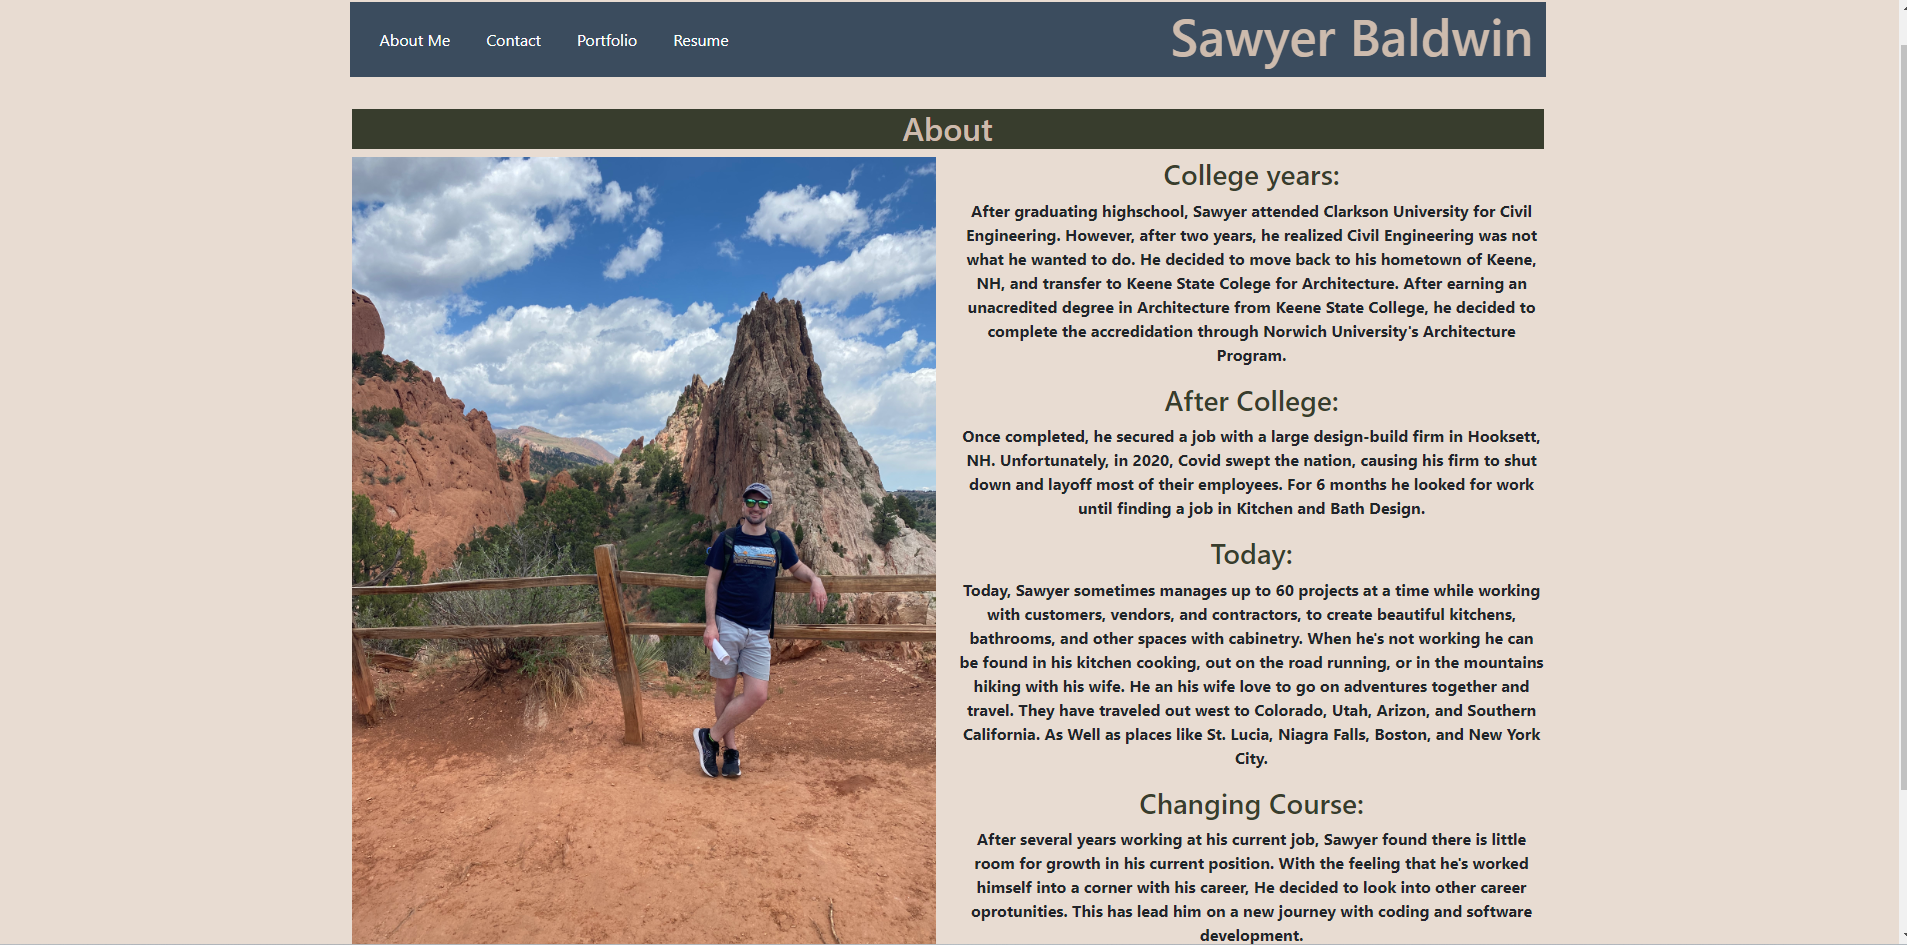 About Me Contact Portfolio Resume
Sawyer Baldwin
About
College years:
After graduating highschool, Sawyer attended Clarkson University for Civil
Engineering. However, after two years, he realized Civil Engineering was not
what he wanted to do. He decided to move back to his hometown of Keene,
NH, and transfer to Keene State Colege for Architecture. After earning an
unacredited degree in Architecture from Keene State College, he decided to
complete the accredidation through Norwich University's Architecture
Program.
After College:
Once completed, he secured a job with a large design-build firm in Hooksett,
NH. Unfortunately, in 2020, Covid swept the nation, causing his firm to shut
down and layoff most of their employees. For 6 months he looked for work
until finding a job in Kitchen and Bath Design.
Today:
Today, Sawyer sometimes manages up to 60 projects at a time while working
with customers, vendors, and contractors, to create beautiful kitchens,
bathrooms, and other spaces with cabinetry. When he's not working he can
be found in his kitchen cooking, out on the road running, or in the mountains
hiking with his wife. He an his wife love to go on adventures together and
travel. They have traveled out west to Colorado, Utah, Arizon, and Southern
California. As Well as places like St. Lucia, Niagra Falls, Boston, and New York
City.
Changing Course:
After several years working at his current job, Sawyer found there is little
room for growth in his current position. With the feeling that he's worked
himself into a corner with his career, He decided to look into other career
oprotunities. This has lead him on a new journey with coding and software
development.